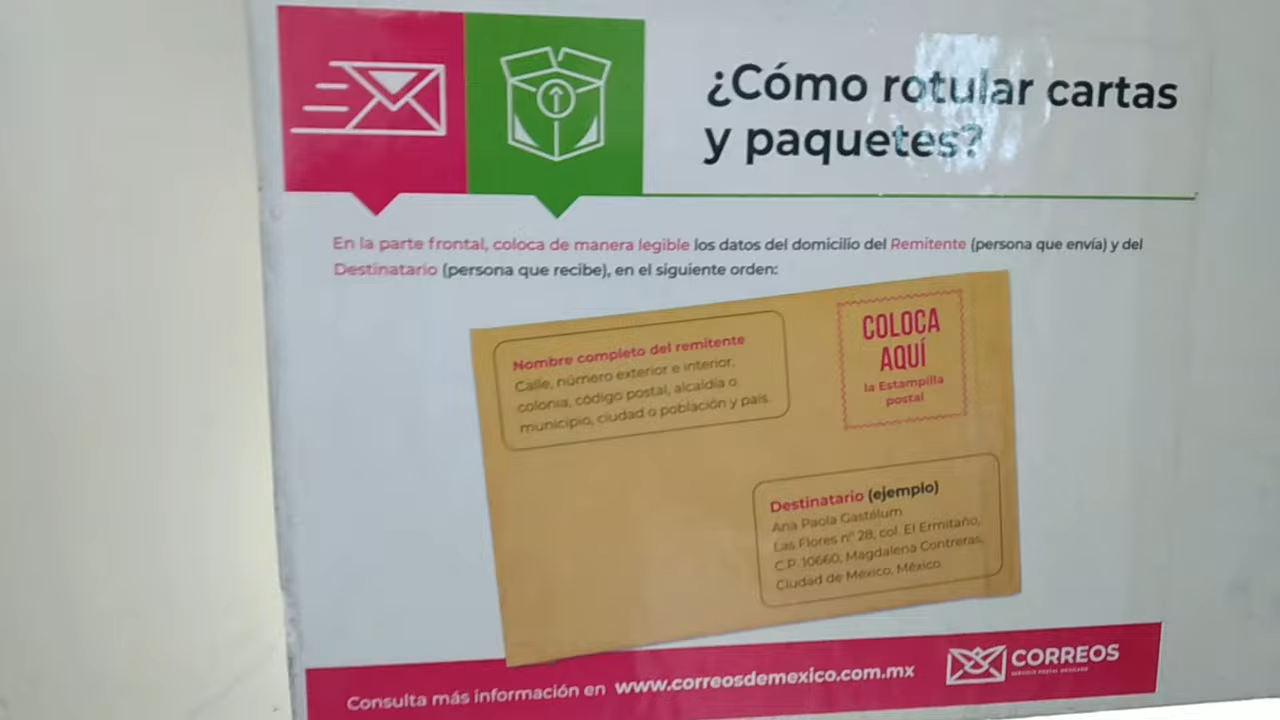 ¿Cómo rotular cartas
y paquetes?
En la parte frontal, coloca de manera legible los datos del domicilio del Remitente (persona que envía) y del
Destinatario (persona que recibe), en el siguiente orden:
Nombre completo del remitente
Calle, número exterior e interior,
colonia, código postal, alcaldía o
municipio, ciudad o población y país.
COLOCA
AQUÍ
la Estampilla
postal
Destinatario (ejemplo)
Ana Paola Gastélum
Las Flores nº 28, col. El Ermitaño,
C.P. 10660, Magdalena Contreras,
Ciudad de México, México.
Consulta más información en www.correosdemexico.com.mx
CORREOS
SERVICIO POSTAL MEXICANO